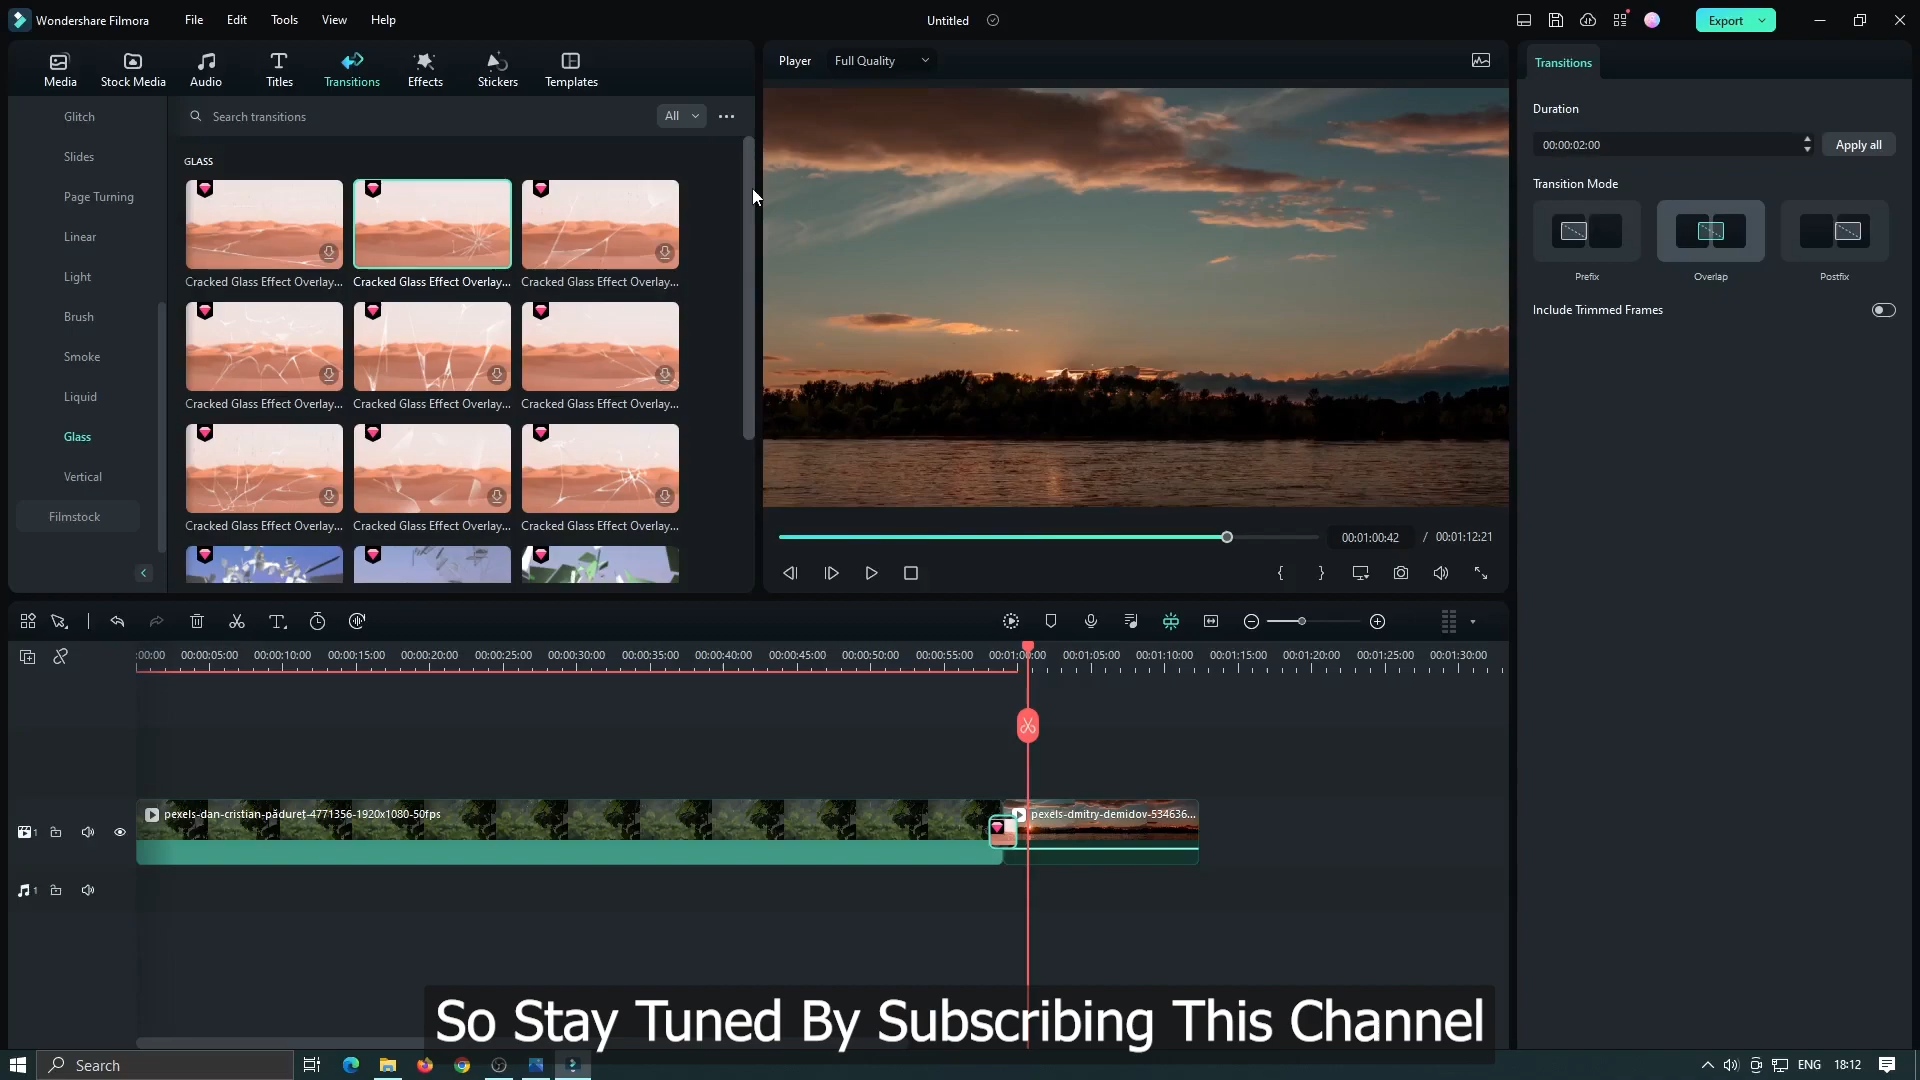 Wondershare Filmora
File
Edit
Tools
View
Help
Untitled
Export
Media
Stock Media
Audio
Titles
Transitions
Effects
Stickers
Templates
Player
Full Quality
Transitions
Glitch
Slides
Page Turning
Linear
Light
Brush
Smoke
Liquid
Glass
Vertical
Filmstock
Search transitions
All
GLASS
Cracked Glass Effect Overlay...
Cracked Glass Effect Overlay...
Cracked Glass Effect Overlay...
Cracked Glass Effect Overlay...
Cracked Glass Effect Overlay...
Cracked Glass Effect Overlay...
Cracked Glass Effect Overlay...
Cracked Glass Effect Overlay...
Cracked Glass Effect Overlay...
00:01:00:42 / 00:01:12:21
Duration
00:00:02:00
Apply all
Transition Mode
Prefix
Overlap
Postfix
Include Trimmed Frames
:00:00
00:00:05:00
00:00:10:00
00:00:15:00
00:00:20:00
00:00:25:00
00:00:30:00
00:00:35:00
00:00:40:00
00:00:45:00
00:00:50:00
00:00:55:00
00:01:00:00
00:01:05:00
00:01:10:00
00:01:15:00
00:01:20:00
00:01:25:00
00:01:30:00
pexels-dan-cristian-pădureț-4771356-1920x1080-50fps
pexels-dmitry-demidov-534636...
1
1
So Stay Tuned By Subscribing This Channel
Search
ENG
18:12